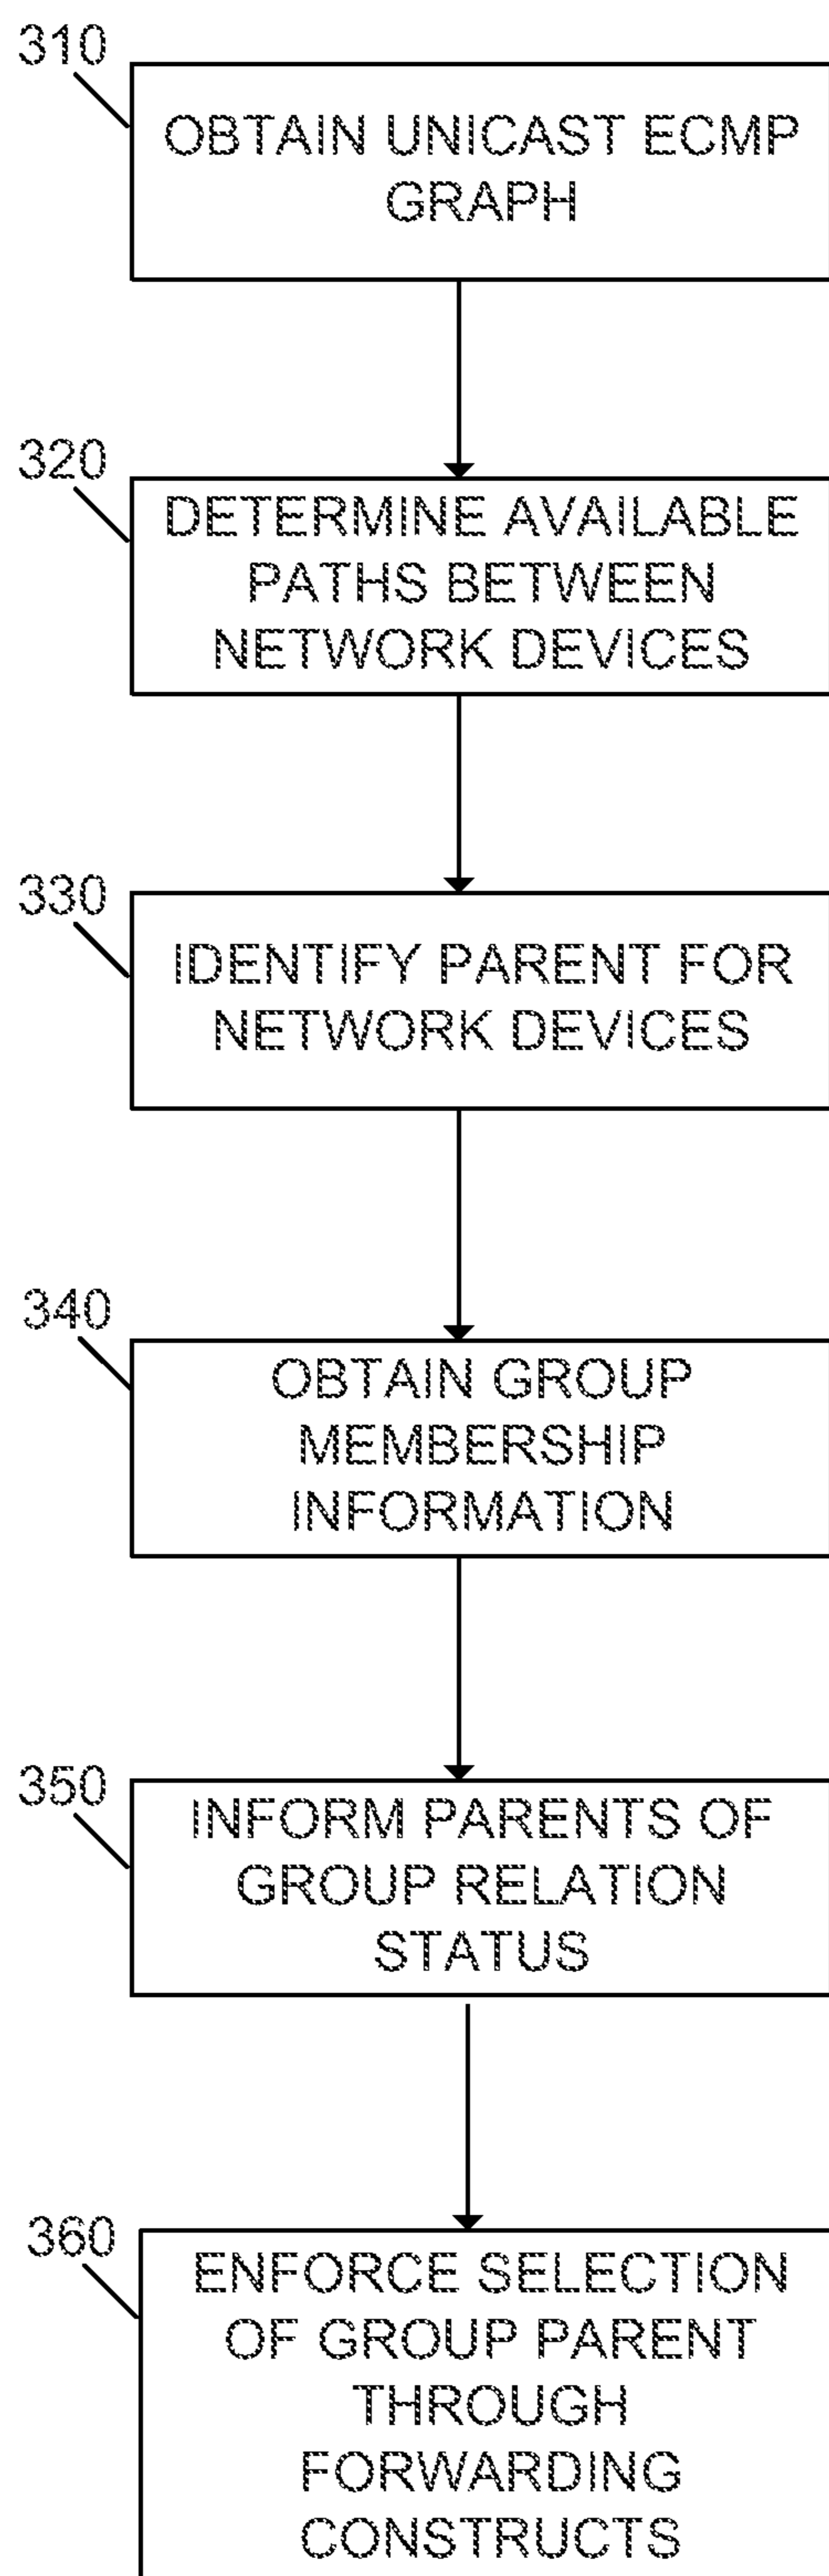 310
OBTAIN UNICAST ECMP
GRAPH
320
DETERMINE AVAILABLE
PATHS BETWEEN
NETWORK DEVICES
330
IDENTIFY PARENT FOR
NETWORK DEVICES
340
OBTAIN GROUP
MEMBERSHIP
INFORMATION
350
INFORM PARENTS OF
GROUP RELATION
STATUS
360
ENFORCE SELECTION
OF GROUP PARENT
THROUGH
FORWARDING
CONSTRUCTS